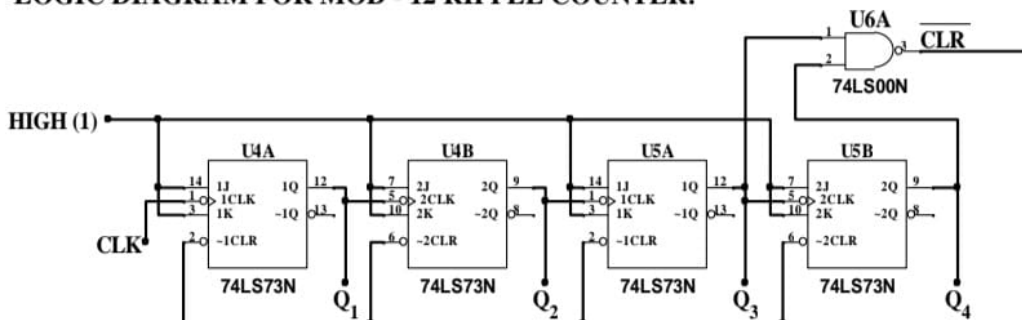 LOGIC DIAGRAM FOR MOD - 12 RIPPLE COUNTER:
U6A
1
2
3
CLR
74LS00N
HIGH (1)
U4A
14 1J 1Q 12
1 1CLK
3 1K ~1Q 13
2 ~1CLR
74LS73N
U4B
7 2J 2Q 9
5 2CLK
10 2K ~2Q 8
6 ~2CLR
74LS73N
U5A
14 1J 1Q 12
1 1CLK
3 1K ~1Q 13
2 ~1CLR
74LS73N
U5B
7 2J 2Q 9
5 2CLK
10 2K ~2Q 8
6 ~2CLR
74LS73N
CLK
Q1
Q2
Q3
Q4